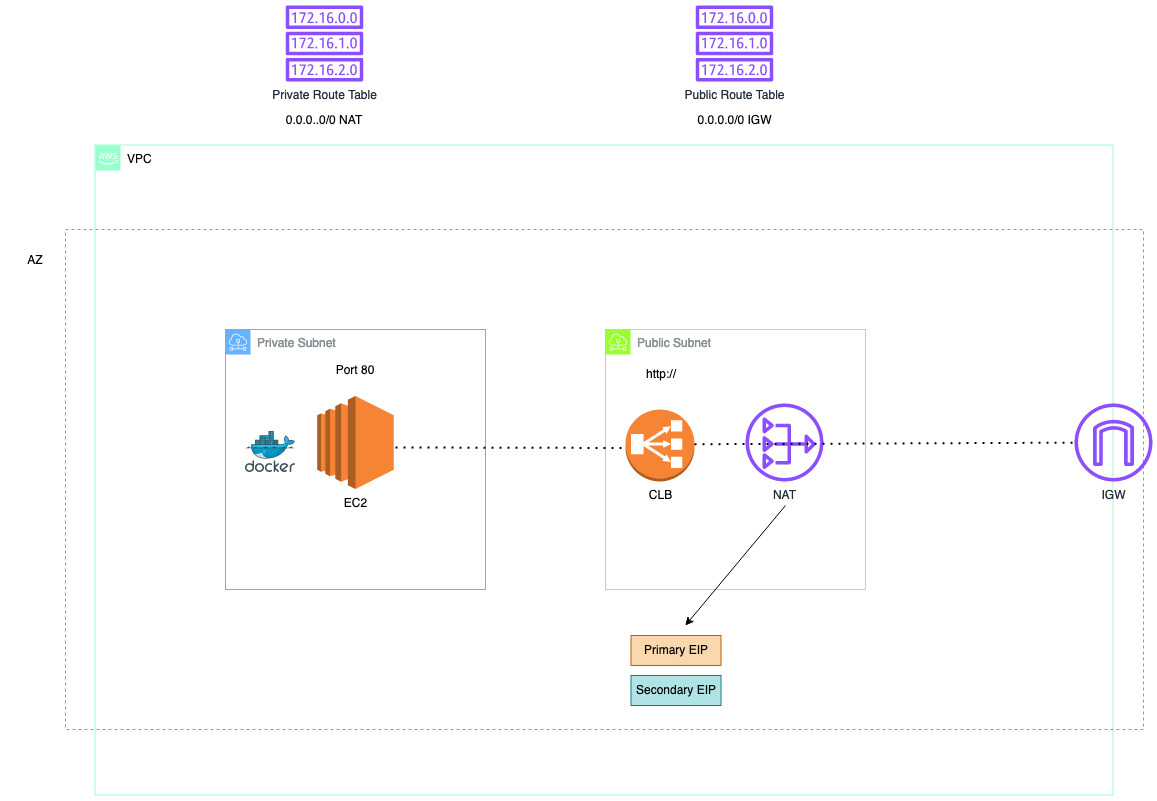 172.16.0.0
172.16.1.0
172.16.2.0
Private Route Table
0.0.0..0/0 NAT
172.16.0.0
172.16.1.0
172.16.2.0
Public Route Table
0.0.0.0/0 IGW
aws
VPC
AZ
Private Subnet
Port 80
docker
EC2
Public Subnet
http://
CLB
NAT
IGW
Primary EIP
Secondary EIP